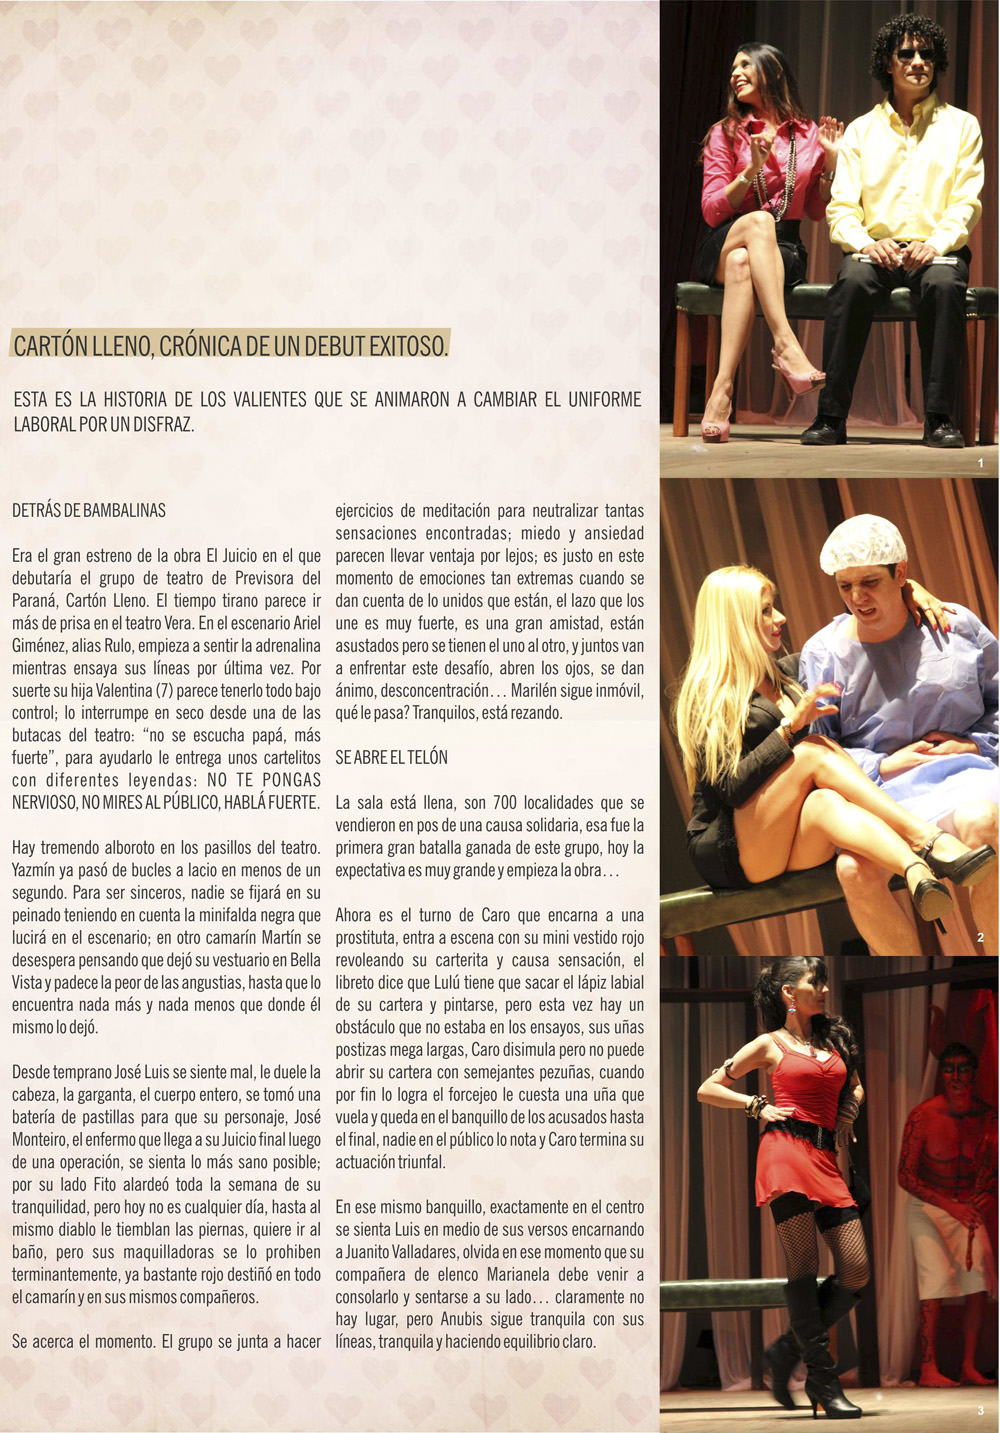 CARTÓN LLENO, CRÓNICA DE UN DEBUT EXITOSO.
ESTA ES LA HISTORIA DE LOS VALIENTES QUE SE ANIMARON A CAMBIAR EL UNIFORME
LABORAL POR UN DISFRAZ.
DETRÁS DE BAMBALINAS
Era el gran estreno de la obra El Juicio en el que
debutaría el grupo de teatro de Previsora del
Paraná, Cartón Lleno. El tiempo tirano parece ir
más de prisa en el teatro Vera. En el escenario Ariel
Giménez, alias Rulo, empieza a sentir la adrenalina
mientras ensaya sus líneas por última vez. Por
suerte su hija Valentina (7) parece tenerlo todo bajo
control; lo interrumpe en seco desde una de las
butacas del teatro: “no se escucha papá, más
fuerte”, para ayudarlo le entrega unos cartelitos
con diferentes leyendas: NO TE PONGAS
NERVIOSO, NO MIRES AL PÚBLICO, HABLÁ FUERTE.
Hay tremendo alboroto en los pasillos del teatro.
Yazmín ya pasó de bucles a lacio en menos de un
segundo. Para ser sinceros, nadie se fijará en su
peinado teniendo en cuenta la minifalda negra que
lucirá en el escenario; en otro camarín Martín se
desespera pensando que dejó su vestuario en Bella
Vista y padece la peor de las angustias, hasta que lo
encuentra nada más y nada menos que donde él
mismo lo dejó.
Desde temprano José Luis se siente mal, le duele la
cabeza, la garganta, el cuerpo entero, se tomó una
batería de pastillas para que su personaje, José
Monteiro, el enfermo que llega a su Juicio final luego
de una operación, se sienta lo más sano posible;
por su lado Fito alardeó toda la semana de su
tranquilidad, pero hoy no es cualquier día, hasta al
mismo diablo le tiemblan las piernas, quiere ir al
baño, pero sus maquilladoras se lo prohiben
terminantemente, ya bastante rojo destiñó en todo
el camarín y en sus mismos compañeros.
Se acerca el momento. El grupo se junta a hacer
ejercicios de meditación para neutralizar tantas
sensaciones encontradas; miedo y ansiedad
parecen llevar ventaja por lejos; es justo en este
momento de emociones tan extremas cuando se
dan cuenta de lo unidos que están, el lazo que los
une es muy fuerte, es una gran amistad, están
asustados pero se tienen el uno al otro, y juntos van
a enfrentar este desafío, abren los ojos, se dan
ánimo, desconcentración... Marilén sigue inmóvil,
qué le pasa? Tranquilos, está rezando.
SE ABRE EL TELÓN
La sala está llena, son 700 localidades que se
vendieron en pos de una causa solidaria, esa fue la
primera gran batalla ganada de este grupo, hoy la
expectativa es muy grande y empieza la obra...
Ahora es el turno de Caro que encarna a una
prostituta, entra a escena con su mini vestido rojo
revoleando su carterita y causa sensación, el
libreto dice que Lulú tiene que sacar el lápiz labial
de su cartera y pintarse, pero esta vez hay un
obstáculo que no estaba en los ensayos, sus uñas
postizas mega largas, Caro disimula pero no puede
abrir su cartera con semejantes pezuñas, cuando
por fin lo logra el forcejeo le cuesta una uña que
vuela y queda en el banquillo de los acusados hasta
el final, nadie en el público lo nota y Caro termina su
actuación triunfal.
En ese mismo banquillo, exactamente en el centro
se sienta Luis en medio de sus versos encarnando
a Juanito Valladares, olvida en ese momento que su
compañera de elenco Marianela debe venir a
consolarlo y sentarse a su lado... claramente no
hay lugar, pero Anubis sigue tranquila con sus
líneas, tranquila y haciendo equilibrio claro.
1
2
3